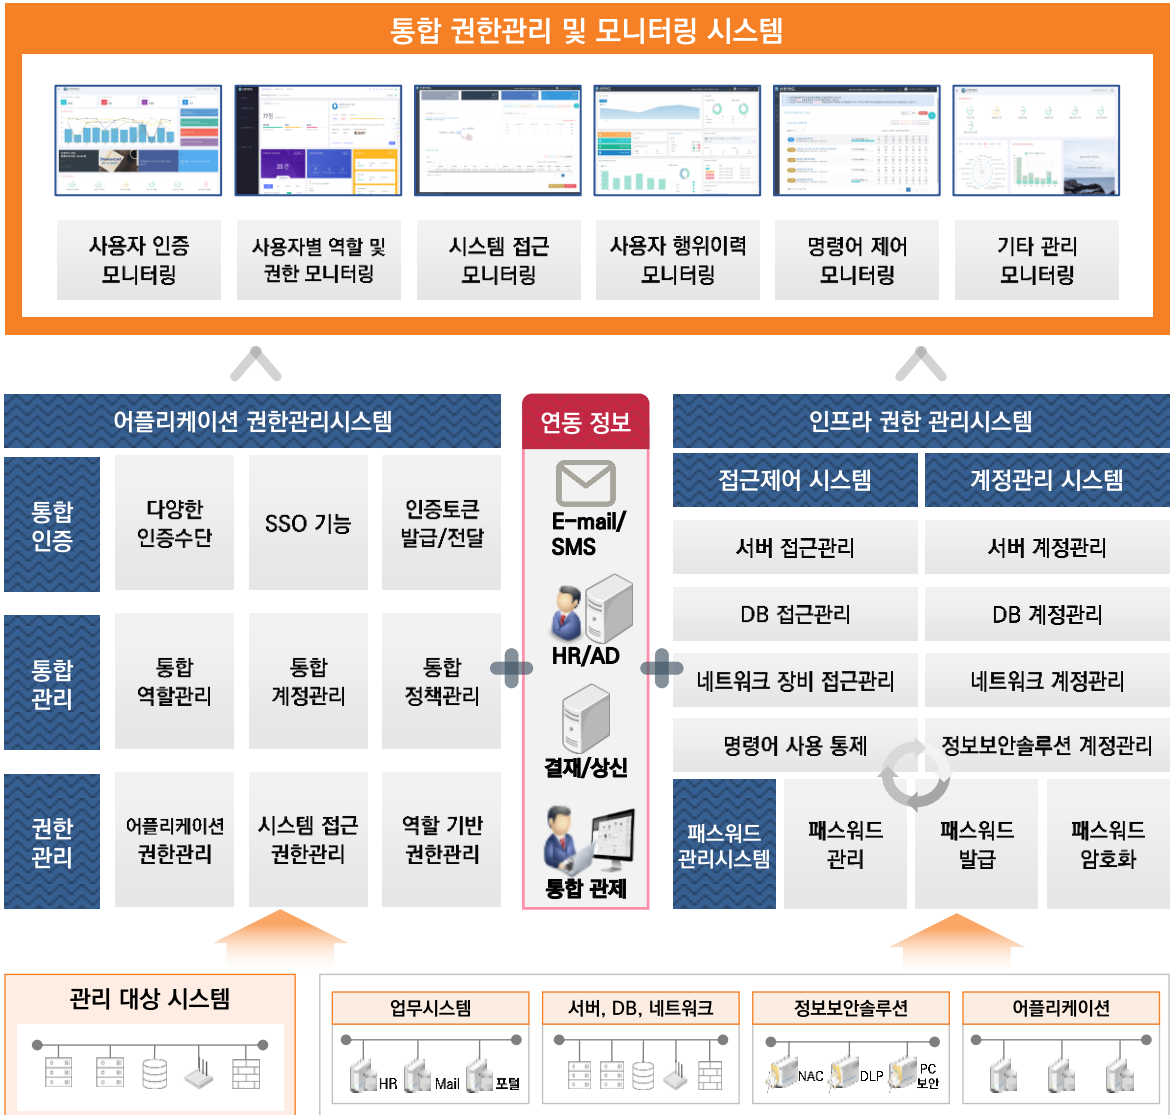 통합 권한관리 및 모니터링 시스템
사용자 인증
모니터링
사용자별 역할 및
권한 모니터링
시스템 접근
모니터링
사용자 행위이력
모니터링
명령어 제어
모니터링
기타 관리
모니터링
어플리케이션 권한관리시스템
통합
인증
다양한
인증수단
SSO 기능
인증토큰
발급/전달
통합
관리
통합
역할관리
통합
계정관리
통합
정책관리
권한
관리
어플리케이션
권한관리
시스템 접근
권한관리
역할 기반
권한관리
연동 정보
E-mail/
SMS
HR/AD
결재/상신
통합 관제
인프라 권한 관리시스템
접근제어 시스템
계정관리 시스템
서버 접근관리
서버 계정관리
DB 접근관리
DB 계정관리
네트워크 장비 접근관리
네트워크 계정관리
명령어 사용 통제
정보보안솔루션 계정관리
패스워드
관리시스템
패스워드
관리
패스워드
발급
패스워드
암호화
관리 대상 시스템
업무시스템
HR
Mail
포털
서버, DB, 네트워크
정보보안솔루션
NAC
DLP
PC
보안
어플리케이션